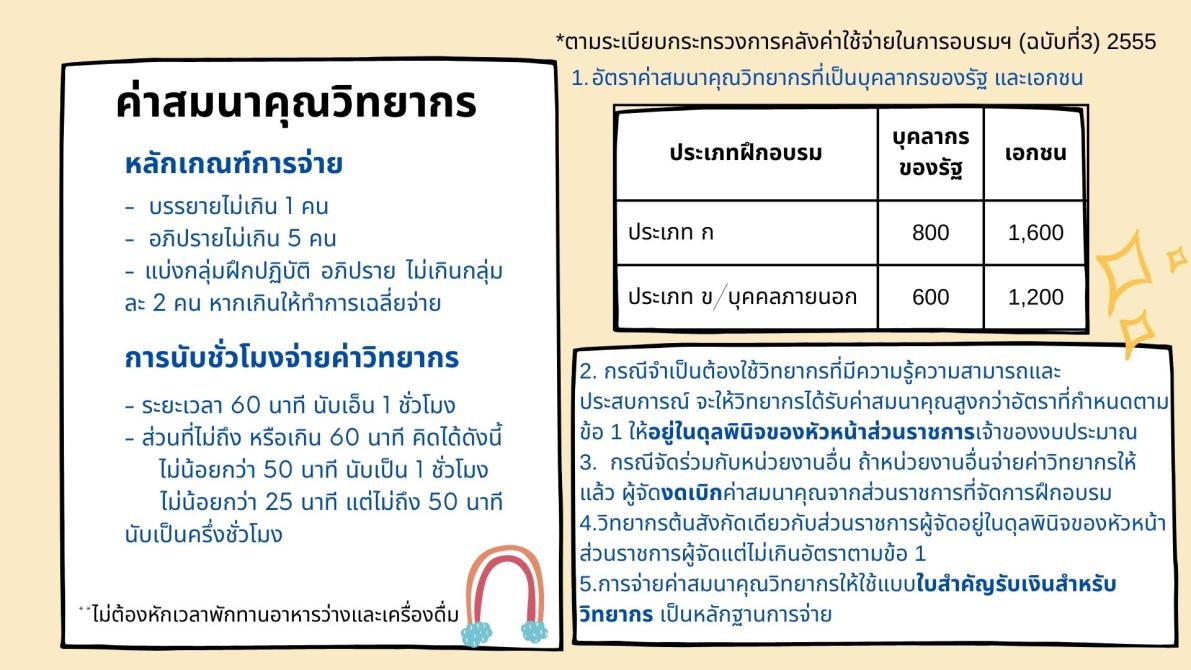 *ตามระเบียบกระทรวงการคลังค่าใช้จ่ายในการอบรมฯ (ฉบับที่3) 2555
ค่าสมนาคุณวิทยากร
หลักเกณฑ์การจ่าย
- บรรยายไม่เกิน 1 คน
- อภิปรายไม่เกิน 5 คน
- แบ่งกลุ่มฝึกปฏิบัติ อภิปราย ไม่เกินกลุ่ม
ละ 2 คน หากเกินให้ทำการเฉลี่ยจ่าย
การนับชั่วโมงจ่ายค่าวิทยากร
- ระยะเวลา 60 นาที นับเอ็น 1 ชั่วโมง
- ส่วนที่ไม่ถึง หรือเกิน 60 นาที คิดได้ดังนี้
ไม่น้อยกว่า 50 นาที นับเป็น 1 ชั่วโมง
ไม่น้อยกว่า 25 นาที แต่ไม่ถึง 50 นาที
นับเป็นครึ่งชั่วโมง
**ไม่ต้องหักเวลาพักทานอาหารว่างและเครื่องดื่ม
1. อัตราค่าสมนาคุณวิทยากรที่เป็นบุคลากรของรัฐ และเอกชน
ประเภทฝึกอบรม บุคลากร เอกชน
ของรัฐ
ประเภท ก 800 1,600
ประเภท ข/บุคคลภายนอก 600 1,200
2. กรณีจำเป็นต้องใช้วิทยากรที่มีความรู้ความสามารถและ
ประสบการณ์ จะให้วิทยากรได้รับค่าสมนาคุณสูงกว่าอัตราที่กำหนดตาม
ข้อ 1 ให้อยู่ในดุลพินิจของหัวหน้าส่วนราชการเจ้าของงบประมาณ
3. กรณีจัดร่วมกับหน่วยงานอื่น ถ้าหน่วยงานอื่นจ่ายค่าวิทยากรให้
แล้ว ผู้จัดงดเบิกค่าสมนาคุณจากส่วนราชการที่จัดการฝึกอบรม
4.วิทยากรต้นสังกัดเดียวกับส่วนราชการผู้จัดอยู่ในดุลพินิจของหัวหน้า
ส่วนราชการผู้จัดแต่ไม่เกินอัตราตามข้อ 1
5.การจ่ายค่าสมนาคุณวิทยากรให้ใช้แบบใบสำคัญรับเงินสำหรับ
วิทยากร เป็นหลักฐานการจ่าย